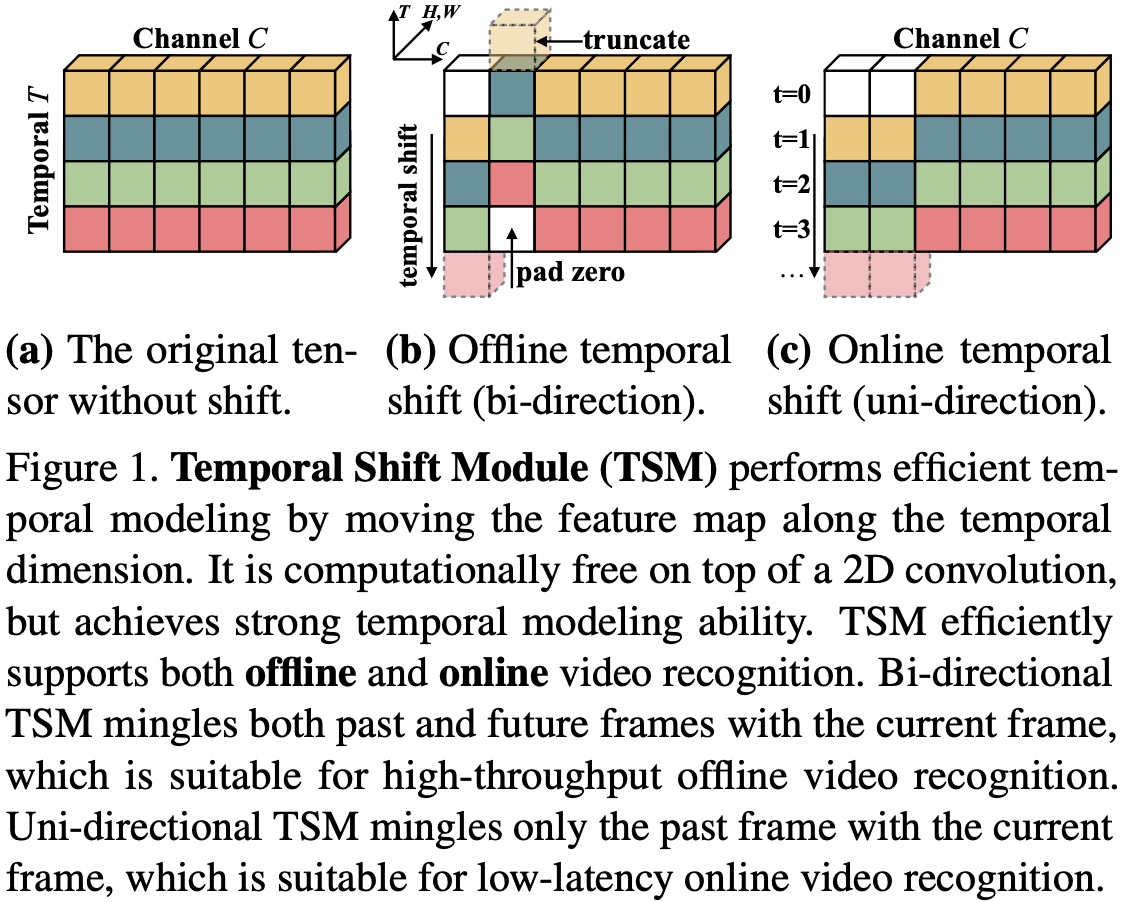 Channel C
Temporal T
T
H,W
C
truncate
temporal shift
pad zero
Channel C
t=0
t=1
t=2
t=3
...
(a) The original ten-
sor without shift.
(b) Offline temporal
shift (bi-direction).
(c) Online temporal
shift (uni-direction).
Figure 1. Temporal Shift Module (TSM) performs efficient tem-
poral modeling by moving the feature map along the temporal
dimension. It is computationally free on top of a 2D convolution,
but achieves strong temporal modeling ability. TSM efficiently
supports both offline and online video recognition. Bi-directional
TSM mingles both past and future frames with the current frame,
which is suitable for high-throughput offline video recognition.
Uni-directional TSM mingles only the past frame with the current
frame, which is suitable for low-latency online video recognition.